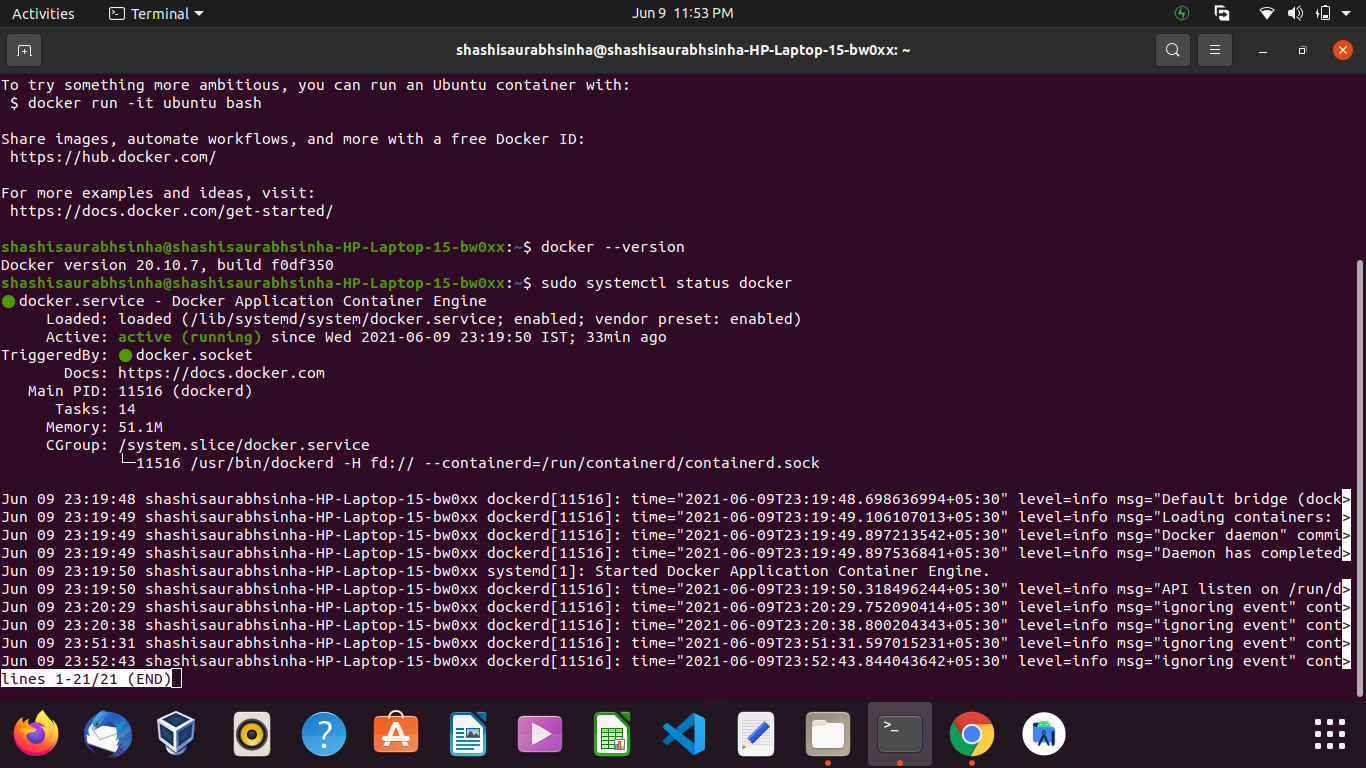 Activities
Terminal
Jun 9 11:53 PM
shashisaurabhsinha@shashisaurabhsinha-HP-Laptop-15-bw0xx: ~
To try something more ambitious, you can run an Ubuntu container with:
 $ docker run -it ubuntu bash
Share images, automate workflows, and more with a free Docker ID:
 https://hub.docker.com/
For more examples and ideas, visit:
 https://docs.docker.com/get-started/
shashisaurabhsinha@shashisaurabhsinha-HP-Laptop-15-bw0xx:~$ docker --version
Docker version 20.10.7, build f0df350
shashisaurabhsinha@shashisaurabhsinha-HP-Laptop-15-bw0xx:~$ sudo systemctl status docker
● docker.service - Docker Application Container Engine
     Loaded: loaded (/lib/systemd/system/docker.service; enabled; vendor preset: enabled)
     Active: active (running) since Wed 2021-06-09 23:19:50 IST; 33min ago
TriggeredBy: ● docker.socket
       Docs: https://docs.docker.com
   Main PID: 11516 (dockerd)
      Tasks: 14
     Memory: 51.1M
     CGroup: /system.slice/docker.service
             └─11516 /usr/bin/dockerd -H fd:// --containerd=/run/containerd/containerd.sock
Jun 09 23:19:48 shashisaurabhsinha-HP-Laptop-15-bw0xx dockerd[11516]: time="2021-06-09T23:19:48.698636994+05:30" level=info msg="Default bridge (dock>
Jun 09 23:19:49 shashisaurabhsinha-HP-Laptop-15-bw0xx dockerd[11516]: time="2021-06-09T23:19:49.106107013+05:30" level=info msg="Loading containers: >
Jun 09 23:19:49 shashisaurabhsinha-HP-Laptop-15-bw0xx dockerd[11516]: time="2021-06-09T23:19:49.897213542+05:30" level=info msg="Docker daemon" commi>
Jun 09 23:19:49 shashisaurabhsinha-HP-Laptop-15-bw0xx dockerd[11516]: time="2021-06-09T23:19:49.897536841+05:30" level=info msg="Daemon has completed>
Jun 09 23:19:50 shashisaurabhsinha-HP-Laptop-15-bw0xx systemd[1]: Started Docker Application Container Engine.
Jun 09 23:19:50 shashisaurabhsinha-HP-Laptop-15-bw0xx dockerd[11516]: time="2021-06-09T23:19:50.318496244+05:30" level=info msg="API listen on /run/d>
Jun 09 23:20:29 shashisaurabhsinha-HP-Laptop-15-bw0xx dockerd[11516]: time="2021-06-09T23:20:29.752090414+05:30" level=info msg="ignoring event" cont>
Jun 09 23:20:38 shashisaurabhsinha-HP-Laptop-15-bw0xx dockerd[11516]: time="2021-06-09T23:20:38.800204343+05:30" level=info msg="ignoring event" cont>
Jun 09 23:51:31 shashisaurabhsinha-HP-Laptop-15-bw0xx dockerd[11516]: time="2021-06-09T23:51:31.597015231+05:30" level=info msg="ignoring event" cont>
Jun 09 23:52:43 shashisaurabhsinha-HP-Laptop-15-bw0xx dockerd[11516]: time="2021-06-09T23:52:43.844043642+05:30" level=info msg="ignoring event" cont>
lines 1-21/21 (END)